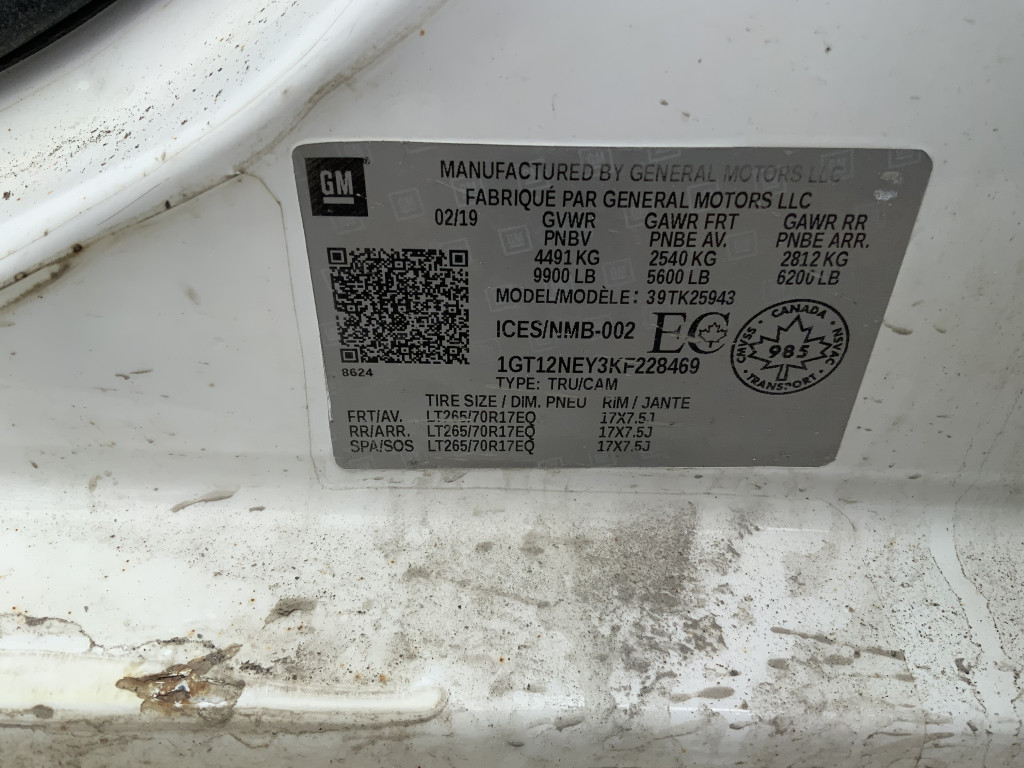 GM
MANUFACTURED BY GENERAL MOTORS LLC
FABRIQUÉ PAR GENERAL MOTORS LLC
02/19 GVWR GAWR FRT GAWR RR
PNBV PNBE AV. PNBE ARR.
4491 KG 2540 KG 2812 KG
9900 LB 5600 LB 6200 LB
MODEL/MODÈLE: 39TK25943
ICES/NMB-002 EC
CANADA
CMVSS NSVAC
985
TRANSPORT
1GT12NEY3KF228469
8624
TYPE: TRU/CAM
TIRE SIZE / DIM. PNEU RIM / JANTE
FRT/AV. LT265/70R17EQ 17X7.5J
RR/ARR. LT265/70R17EQ 17X7.5J
SPA/SOS LT265/70R17EQ 17X7.5J